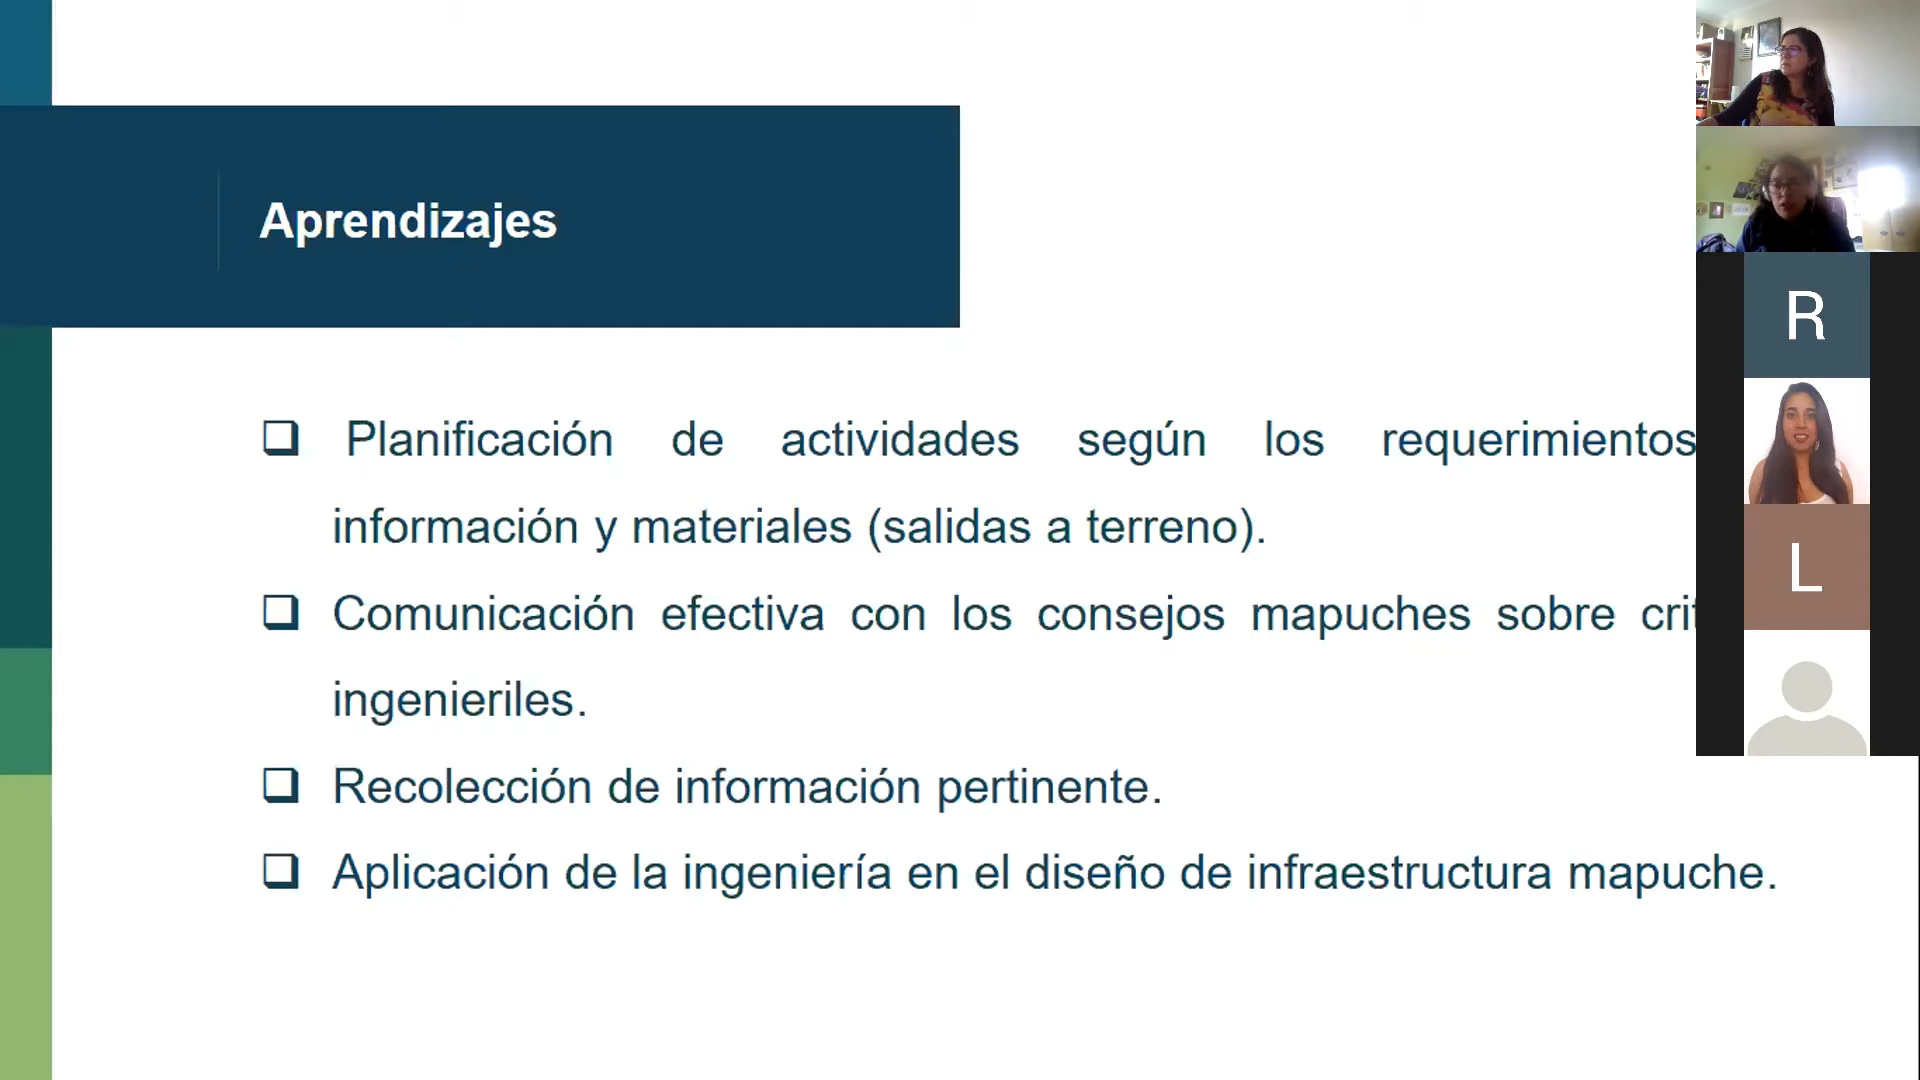 Aprendizajes
Planificación de actividades según los requerimientos
información y materiales (salidas a terreno).
Comunicación efectiva con los consejos mapuches sobre
ingenieriles.
Recolección de información pertinente.
Aplicación de la ingeniería en el diseño de infraestructura mapuche.
R
L